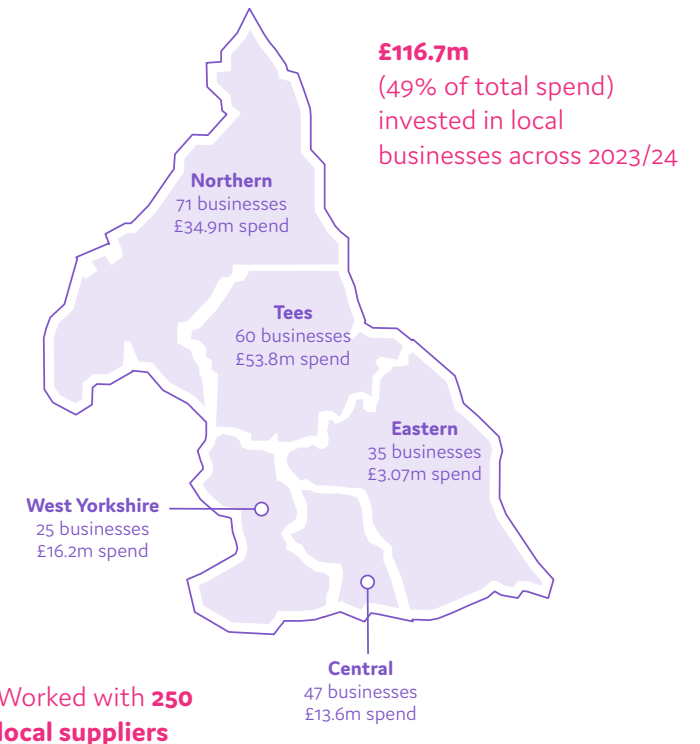 £116.7m
(49% of total spend)
invested in local
businesses across 2023/24
Northern
71 businesses
£34.9m spend
Tees
60 businesses
£53.8m spend
Eastern
35 businesses
£3.07m spend
West Yorkshire
25 businesses
£16.2m spend
Central
47 businesses
£13.6m spend
Worked with 250
local suppliers